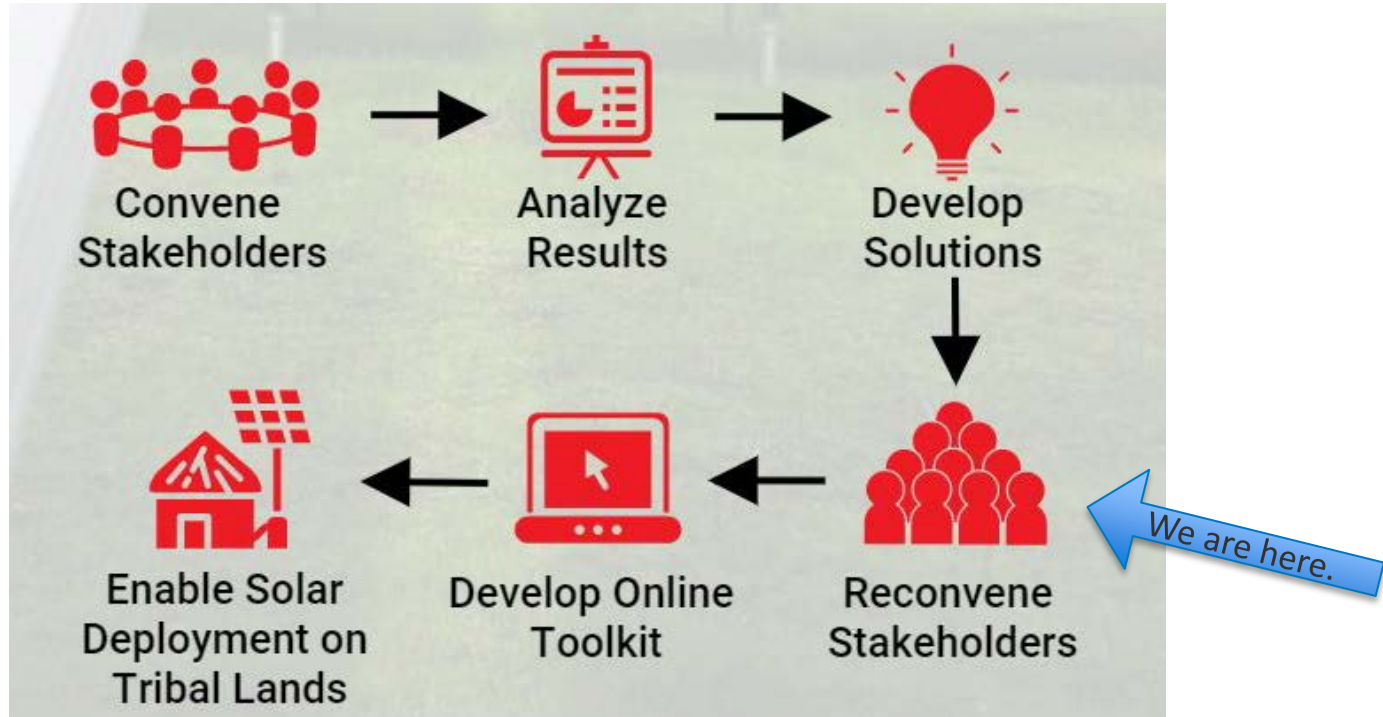 Convene
Stakeholders
Analyze
Results
Develop
Solutions
Enable Solar
Deployment on
Tribal Lands
Develop Online
Toolkit
Reconvene
Stakeholders
We are here.